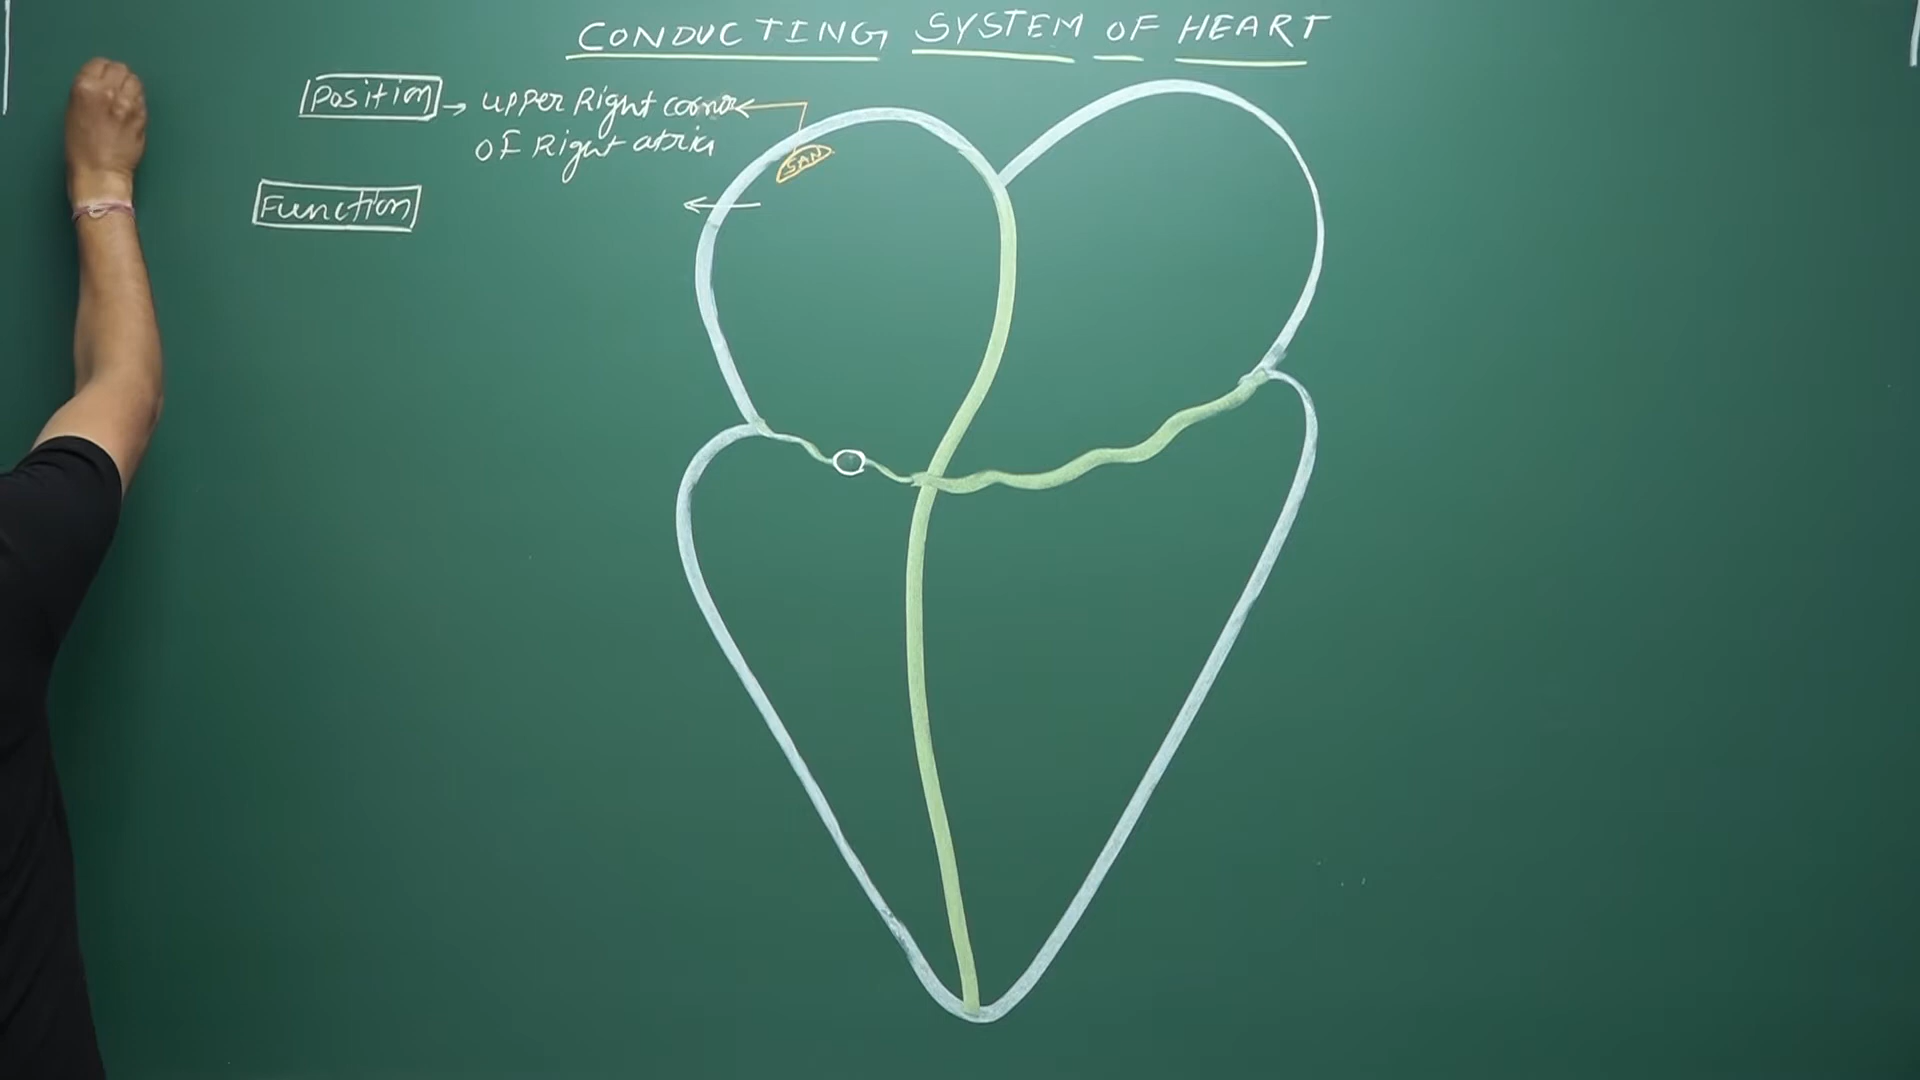 CONDUCTING SYSTEM OF HEART
Position → upper Right corner
of Right atria
SAN
Function